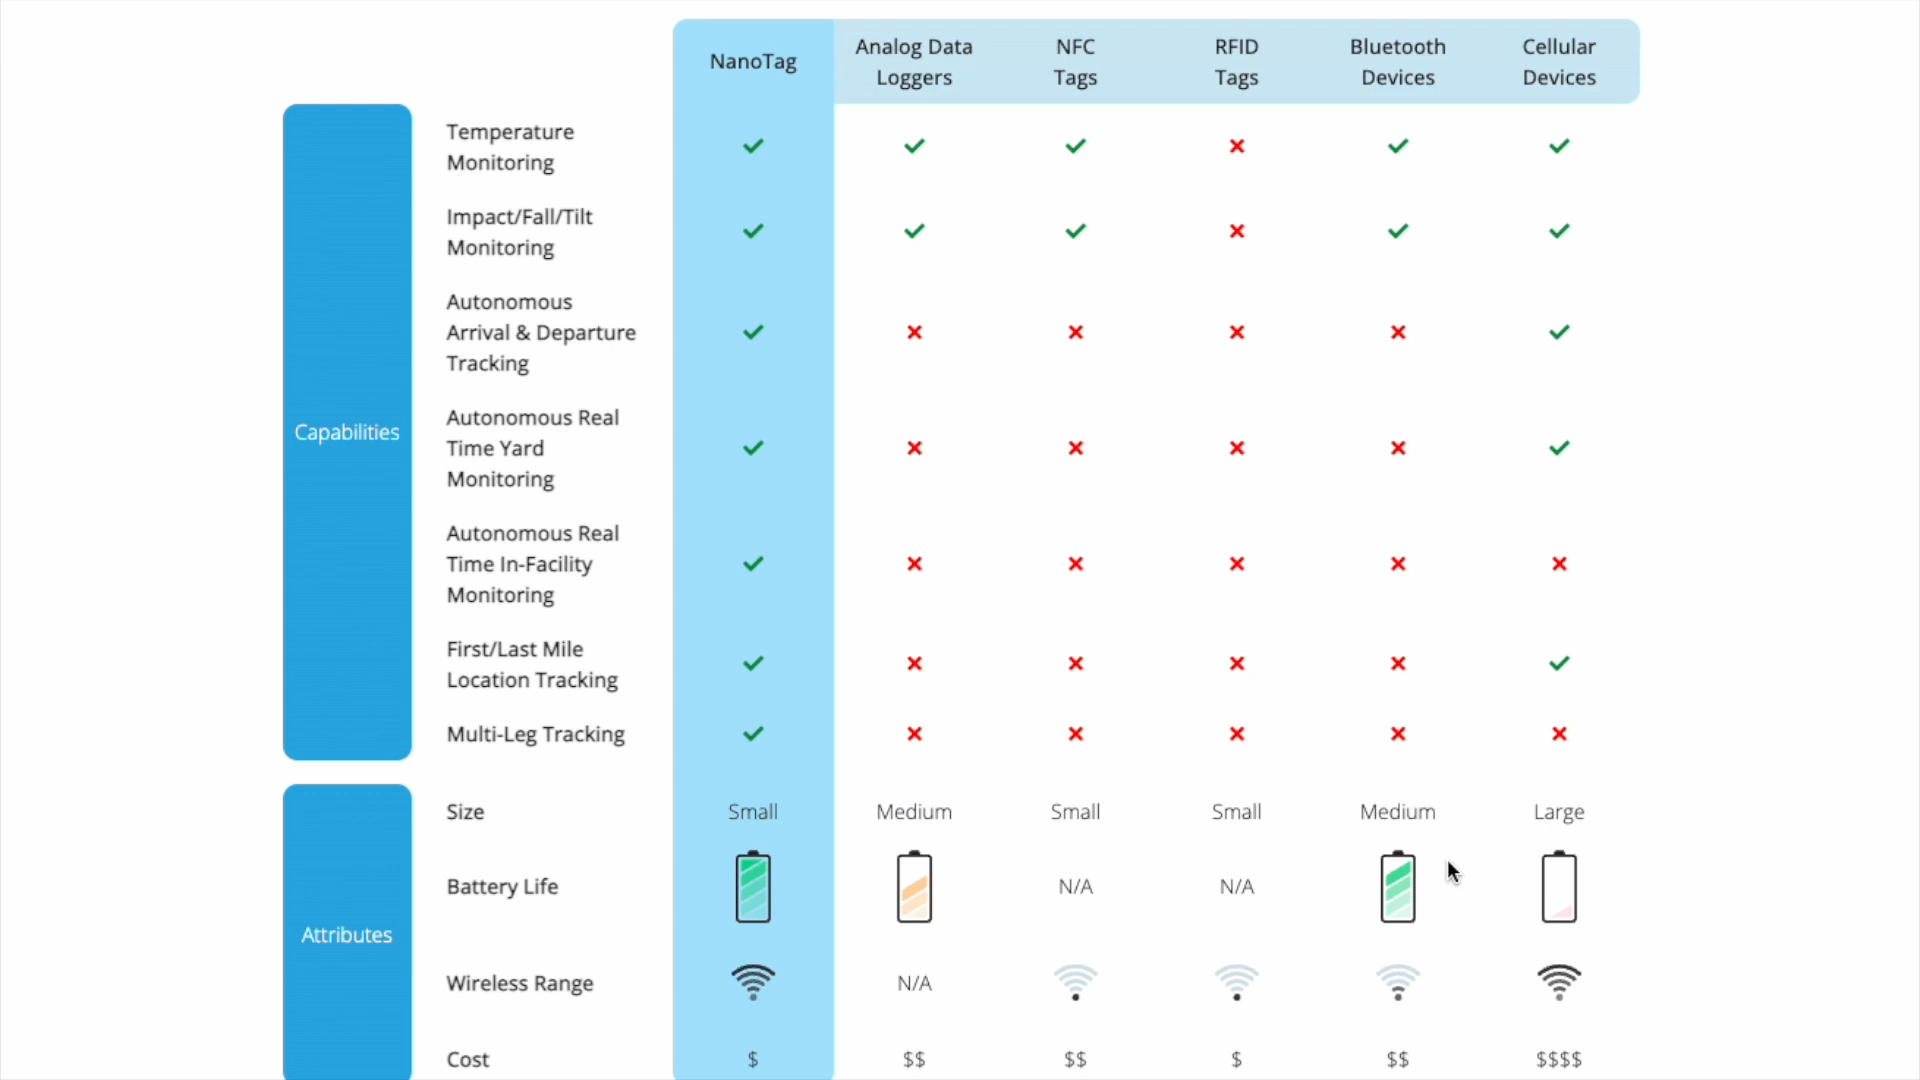 NanoTag
Analog Data
Loggers
NFC
Tags
RFID
Tags
Bluetooth
Devices
Cellular
Devices
Capabilities
Temperature
Monitoring
Impact/Fall/Tilt
Monitoring
Autonomous
Arrival & Departure
Tracking
Autonomous Real
Time Yard
Monitoring
Autonomous Real
Time In-Facility
Monitoring
First/Last Mile
Location Tracking
Multi-Leg Tracking
Attributes
Size
Small
Medium
Small
Small
Medium
Large
Battery Life
N/A
N/A
Wireless Range
N/A
Cost
$
$$
$$
$
$$
$$$$